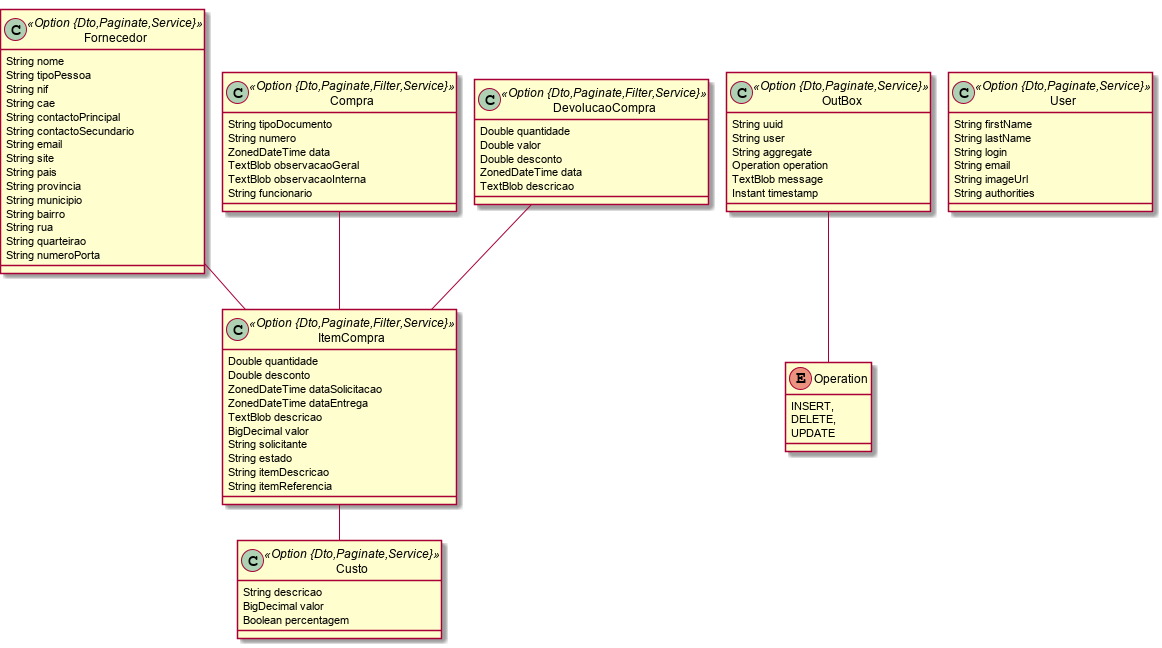 C «Option {Dto,Paginate,Service}»
Fornecedor
String nome
String tipoPessoa
String nif
String cae
String contactoPrincipal
String contactoSecundario
String email
String site
String pais
String provincia
String municipio
String bairro
String rua
String quarteirao
String numeroPorta
C «Option {Dto,Paginate,Filter,Service}»
Compra
String tipoDocumento
String numero
ZonedDateTime data
TextBlob observacaoGeral
TextBlob observacaoInterna
String funcionario
C «Option {Dto,Paginate,Filter,Service}»
DevolucaoCompra
Double quantidade
Double valor
Double desconto
ZonedDateTime data
TextBlob descricao
C «Option {Dto,Paginate,Service}»
OutBox
String uuid
String user
String aggregate
Operation operation
TextBlob message
Instant timestamp
C «Option {Dto,Paginate,Service}»
User
String firstName
String lastName
String login
String email
String imageUrl
String authorities
C «Option {Dto,Paginate,Filter,Service}»
ItemCompra
Double quantidade
Double desconto
ZonedDateTime dataSolicitacao
ZonedDateTime dataEntrega
TextBlob descricao
BigDecimal valor
String solicitante
String estado
String itemDescricao
String itemReferencia
E Operation
INSERT,
DELETE,
UPDATE
C «Option {Dto,Paginate,Service}»
Custo
String descricao
BigDecimal valor
Boolean percentagem